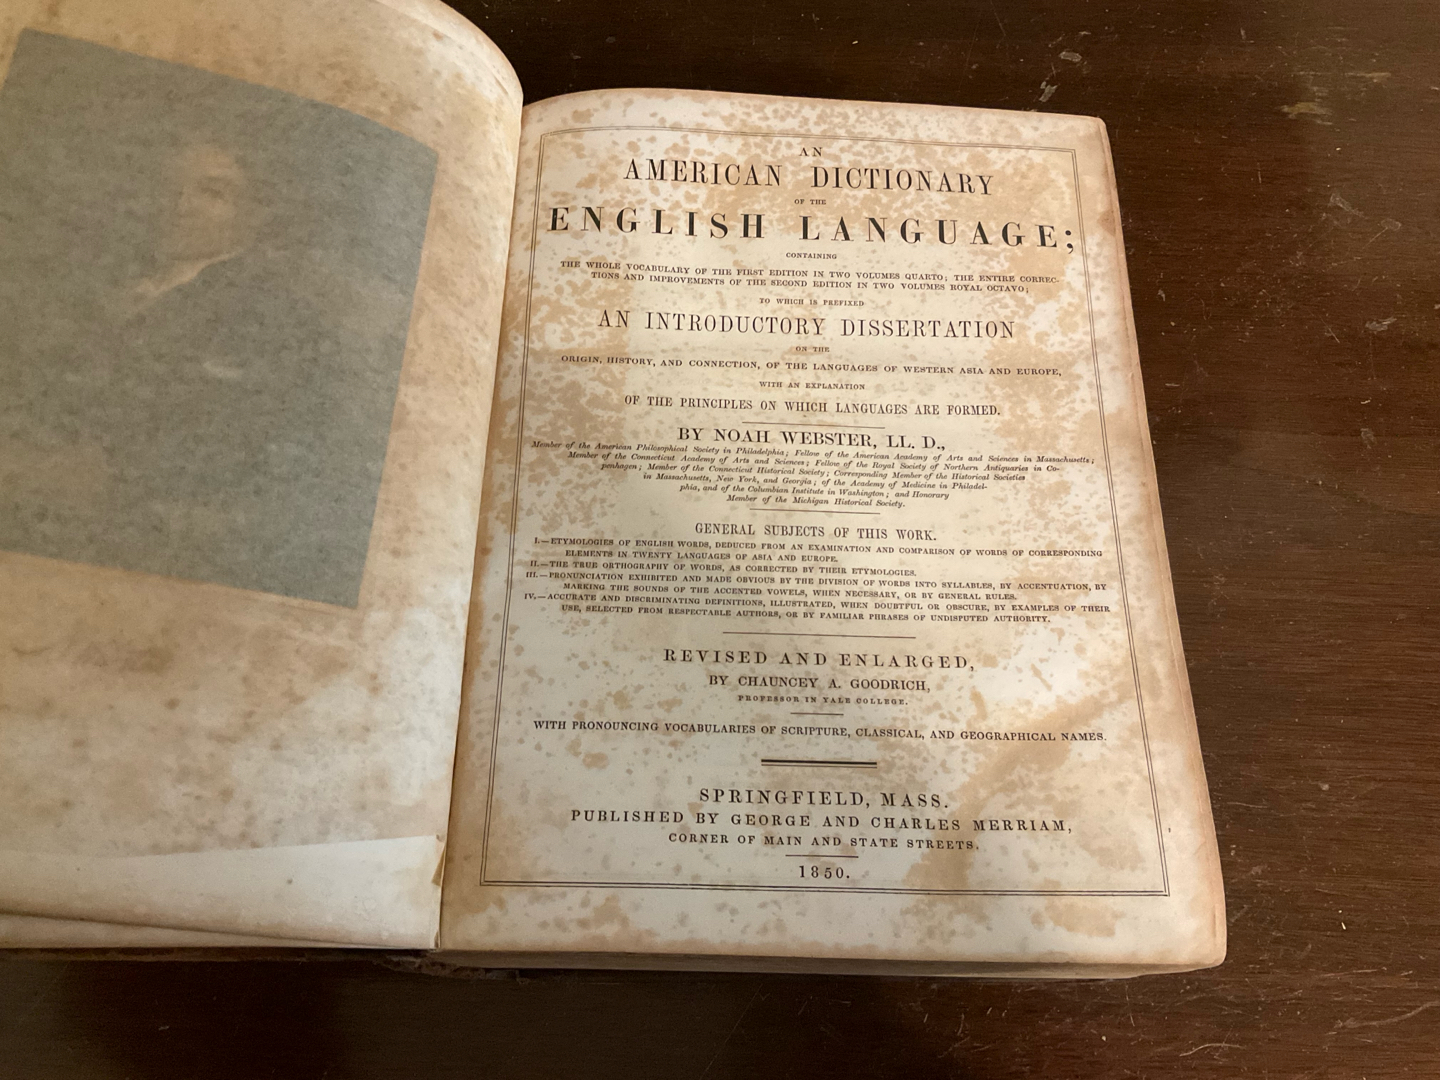 AN
AMERICAN DICTIONARY
OF THE
ENGLISH LANGUAGE;
CONTAINING
THE WHOLE VOCABULARY OF THE FIRST EDITION IN TWO VOLUMES QUARTO; THE ENTIRE CORREC-
TIONS AND IMPROVEMENTS OF THE SECOND EDITION IN TWO VOLUMES ROYAL OCTAVO;
TO WHICH IS PREFIXED
AN INTRODUCTORY DISSERTATION
ON THE
ORIGIN, HISTORY, AND CONNECTION, OF THE LANGUAGES OF WESTERN ASIA AND EUROPE,
WITH AN EXPLANATION
OF THE PRINCIPLES ON WHICH LANGUAGES ARE FORMED.
BY NOAH WEBSTER, LL. D.,
Member of the American Philosophical Society in Philadelphia; Fellow of the American Academy of Arts and Sciences in Massachusetts;
Member of the Connecticut Academy of Arts and Sciences; Fellow of the Royal Society of Northern Antiquaries in Co-
penhagen; Member of the Connecticut Historical Society; Corresponding Member of the Historical Societies
in Massachusetts, New York, and Georgia; of the Academy of Medicine in Philadel-
phia, and of the Columbian Institute in Washington; and Honorary
Member of the Michigan Historical Society.
GENERAL SUBJECTS OF THIS WORK.
I.—ETYMOLOGIES OF ENGLISH WORDS, DEDUCED FROM AN EXAMINATION AND COMPARISON OF WORDS OF CORRESPONDING
ELEMENTS IN TWENTY LANGUAGES OF ASIA AND EUROPE.
II.—THE TRUE ORTHOGRAPHY OF WORDS, AS CORRECTED BY THEIR ETYMOLOGIES.
III.—PRONUNCIATION EXHIBITED AND MADE OBVIOUS BY THE DIVISION OF WORDS INTO SYLLABLES, BY ACCENTUATION, BY
MARKING THE SOUNDS OF THE ACCENTED VOWELS, WHEN NECESSARY, OR BY GENERAL RULES.
IV.—ACCURATE AND DISCRIMINATING DEFINITIONS, ILLUSTRATED, WHEN DOUBTFUL OR OBSCURE, BY EXAMPLES OF THEIR
USE, SELECTED FROM RESPECTABLE AUTHORS, OR BY FAMILIAR PHRASES OF UNDISPUTED AUTHORITY.
REVISED AND ENLARGED,
BY CHAUNCEY A. GOODRICH,
PROFESSOR IN YALE COLLEGE.
WITH PRONOUNCING VOCABULARIES OF SCRIPTURE, CLASSICAL, AND GEOGRAPHICAL NAMES.
SPRINGFIELD, MASS.
PUBLISHED BY GEORGE AND CHARLES MERRIAM,
CORNER OF MAIN AND STATE STREETS.
1850.